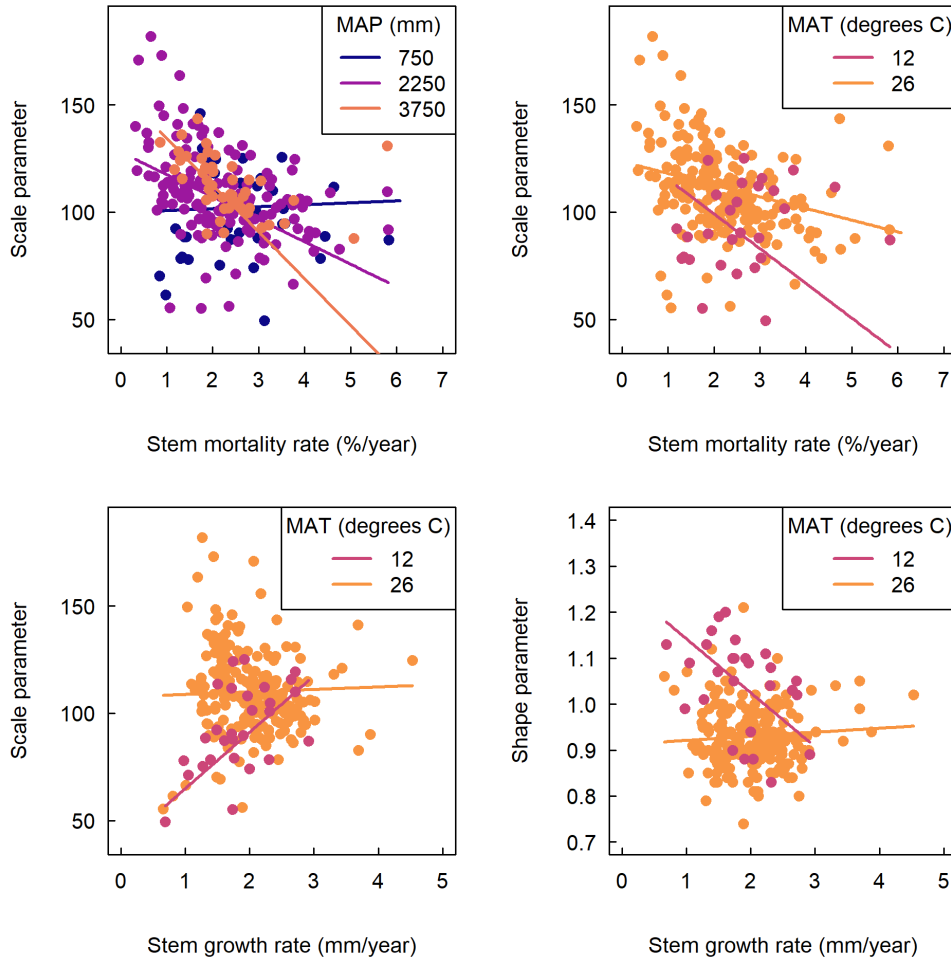 MAP (mm)
750
2250
3750
150
100
50
Scale parameter
0 1 2 3 4 5 6 7
Stem mortality rate (%/year)
MAT (degrees C)
12
26
150
100
50
Scale parameter
0 1 2 3 4 5 6 7
Stem mortality rate (%/year)
MAT (degrees C)
12
26
150
100
50
Scale parameter
0 1 2 3 4 5
Stem growth rate (mm/year)
MAT (degrees C)
12
26
1.4
1.3
1.2
1.1
1.0
0.9
0.8
0.7
Shape parameter
0 1 2 3 4 5
Stem growth rate (mm/year)